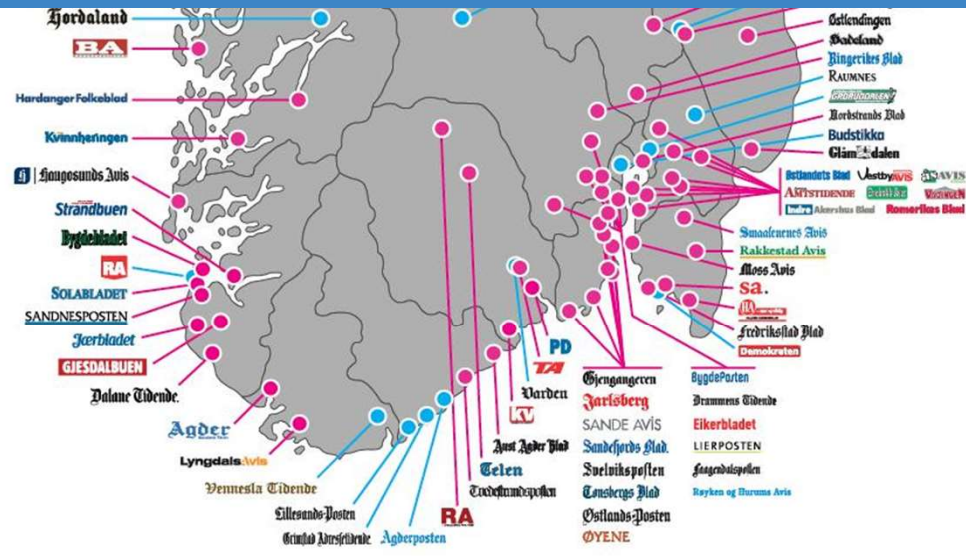 Hordaland
BA
Hardanger Folkeblad
Kvinnheringen
Haugesunds Avis
Strandbuen
Bygdebladet
RA
SOLABLADET
SANDNESPOSTEN
Jærbladet
GJESDALBUEN
Dalane Tidende.
Agder
LyngdalsAvis
Vennesla Tidende
Lillesands-Posten
Grimstad Adressetidende
Agderposten
RA
Tvedestrandsposten
Telen
Aust Agder Blad
KV
Varden
TA
PD
Gjengangeren
Jarlsberg
SANDE AVIS
Sandefjords Blad.
Svelviksposten
Tønsbergs Blad
Østlands-Posten
ØYENE
BygdePosten
Drammens Tidende
Eikerbladet
LIERPOSTEN
Røyken og Hurums Avis
Østlendingen
Hadeland
Ringerikes Blad
RAUMNES
Nordstrands Blad
Budstikka
Glåmdalen
Østlandets Blad VestbyAVIS ÅSAVIS
AMTSTIDENDE
Indre Akershus Blad Romerikes Blad
Smaalenenes Avis
Rakkestad Avis
Moss Avis
sa.
Fredriksstad Blad
Demokraten